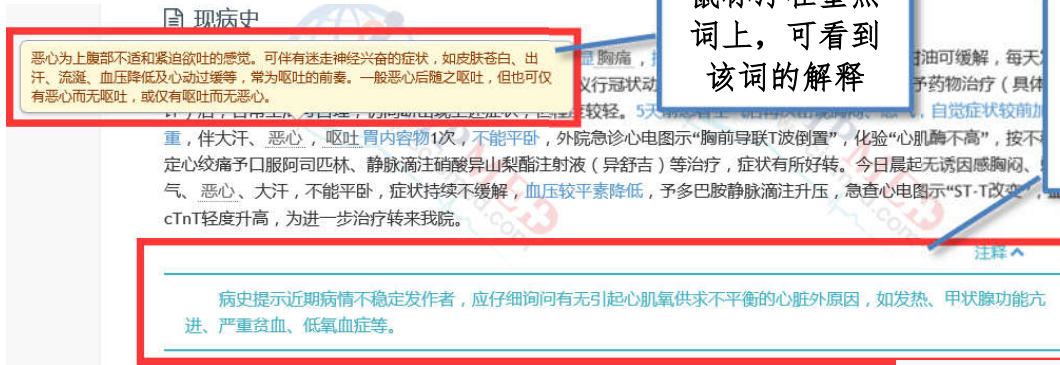 现病史
鼠标停在重点
词上，可看到
该词的解释
恶心为上腹部不适和紧迫欲吐的感觉。可伴有迷走神经兴奋的症状，如皮肤苍白、出
汗、流涎、血压降低及心动过缓等，常为呕吐的前奏。一般恶心后随之呕吐，但也可仅
有恶心而无呕吐，或仅有呕吐而无恶心。
显胸痛，
油可缓解，每天
行冠状动
予药物治疗（具体
较轻。5天
，自觉症状较前加
重，伴大汗、恶心，呕吐胃内容物1次，不能平卧，外院急诊心电图示“胸前导联T波倒置”，化验“心肌酶不高”，按不
定心绞痛予口服阿司匹林、静脉滴注硝酸异山梨酯注射液（异舒吉）等治疗，症状有所好转。今日晨起无诱因感胸闷、
气、恶心、大汗，不能平卧，症状持续不缓解，血压较平素降低，予多巴胺静脉滴注升压，急查心电图示“ST-T改变”，
cTnT轻度升高，为进一步治疗转来我院。
注释
病史提示近期病情不稳定发作者，应仔细询问有无引起心肌氧供求不平衡的心脏外原因，如发热、甲状腺功能亢
进、严重贫血、低氧血症等。